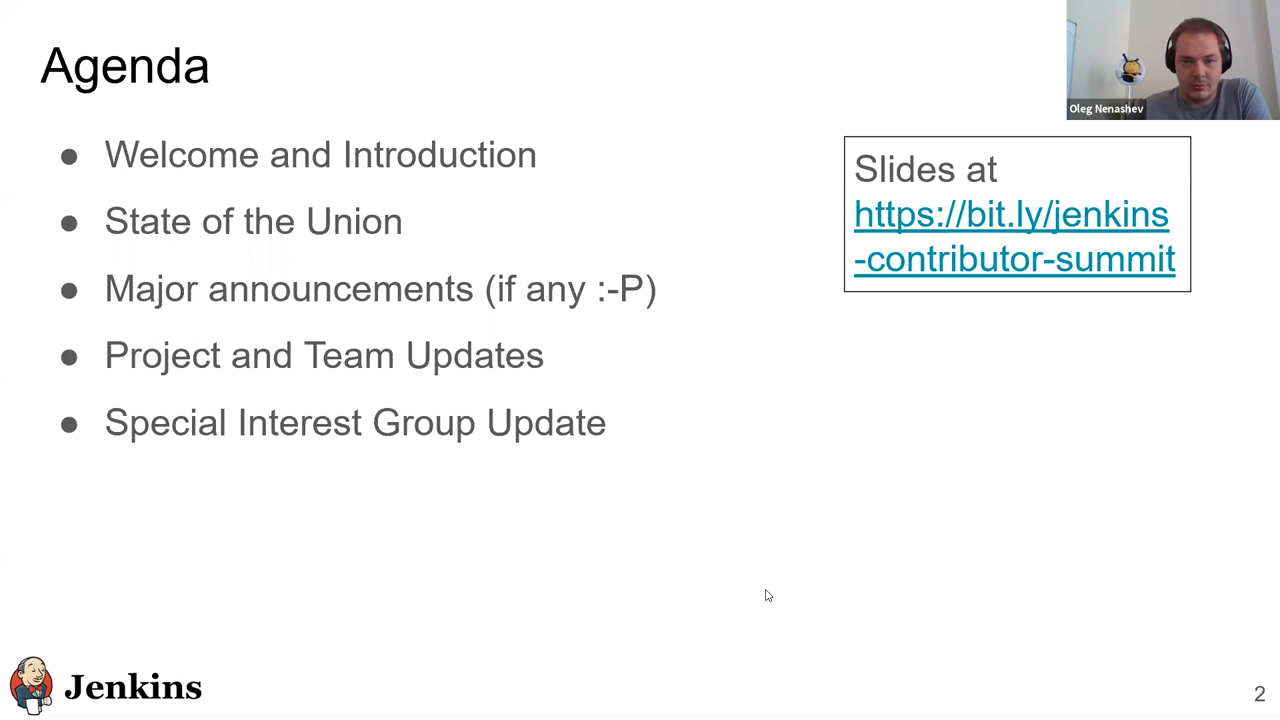 Agenda
Oleg Nenashev
● Welcome and Introduction
● State of the Union
● Major announcements (if any :-P)
● Project and Team Updates
● Special Interest Group Update
Slides at
https://bit.ly/jenkins
-contributor-summit
Jenkins
2